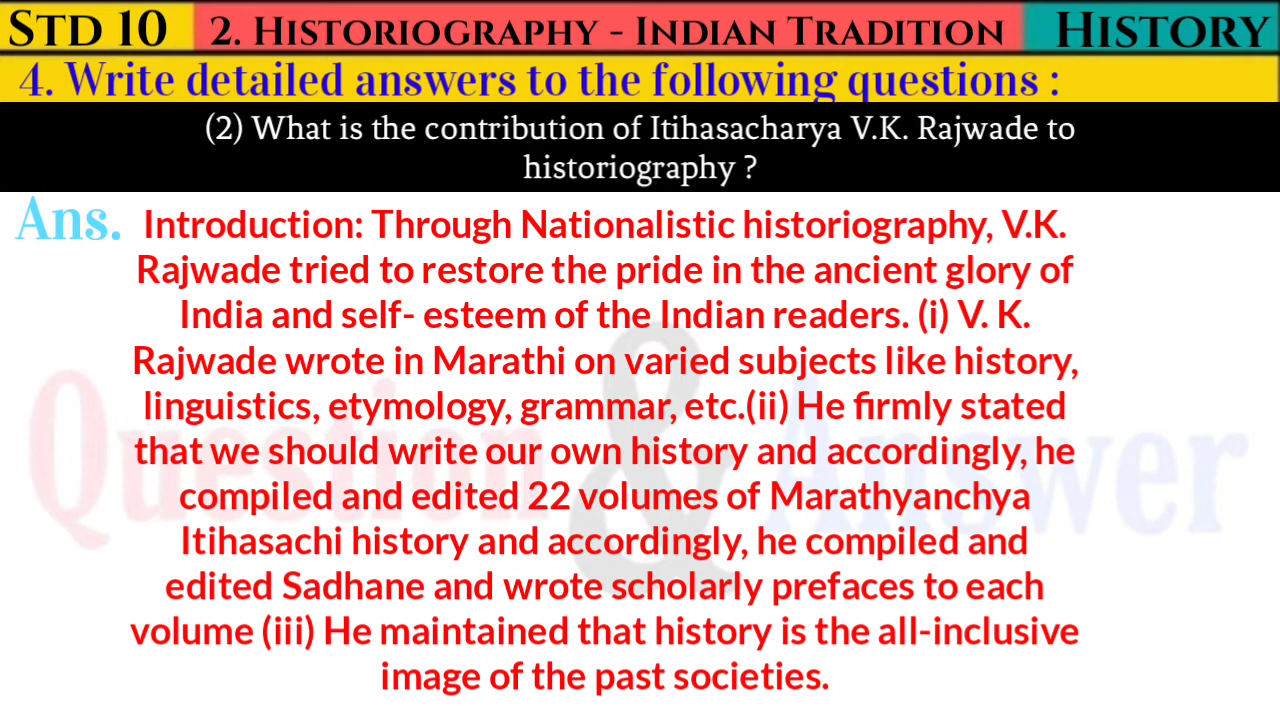 STD 10 2. HISTORIOGRAPHY - INDIAN TRADITION HISTORY
4. Write detailed answers to the following questions :
(2) What is the contribution of Itihasacharya V.K. Rajwade to
historiography ?
Ans. Introduction: Through Nationalistic historiography, V.K.
Rajwade tried to restore the pride in the ancient glory of
India and self- esteem of the Indian readers. (i) V. K.
Rajwade wrote in Marathi on varied subjects like history,
linguistics, etymology, grammar, etc.(ii) He firmly stated
that we should write our own history and accordingly, he
compiled and edited 22 volumes of Marathyanchya
Itihasachi history and accordingly, he compiled and
edited Sadhane and wrote scholarly prefaces to each
volume (iii) He maintained that history is the all-inclusive
image of the past societies.
Question & Answer